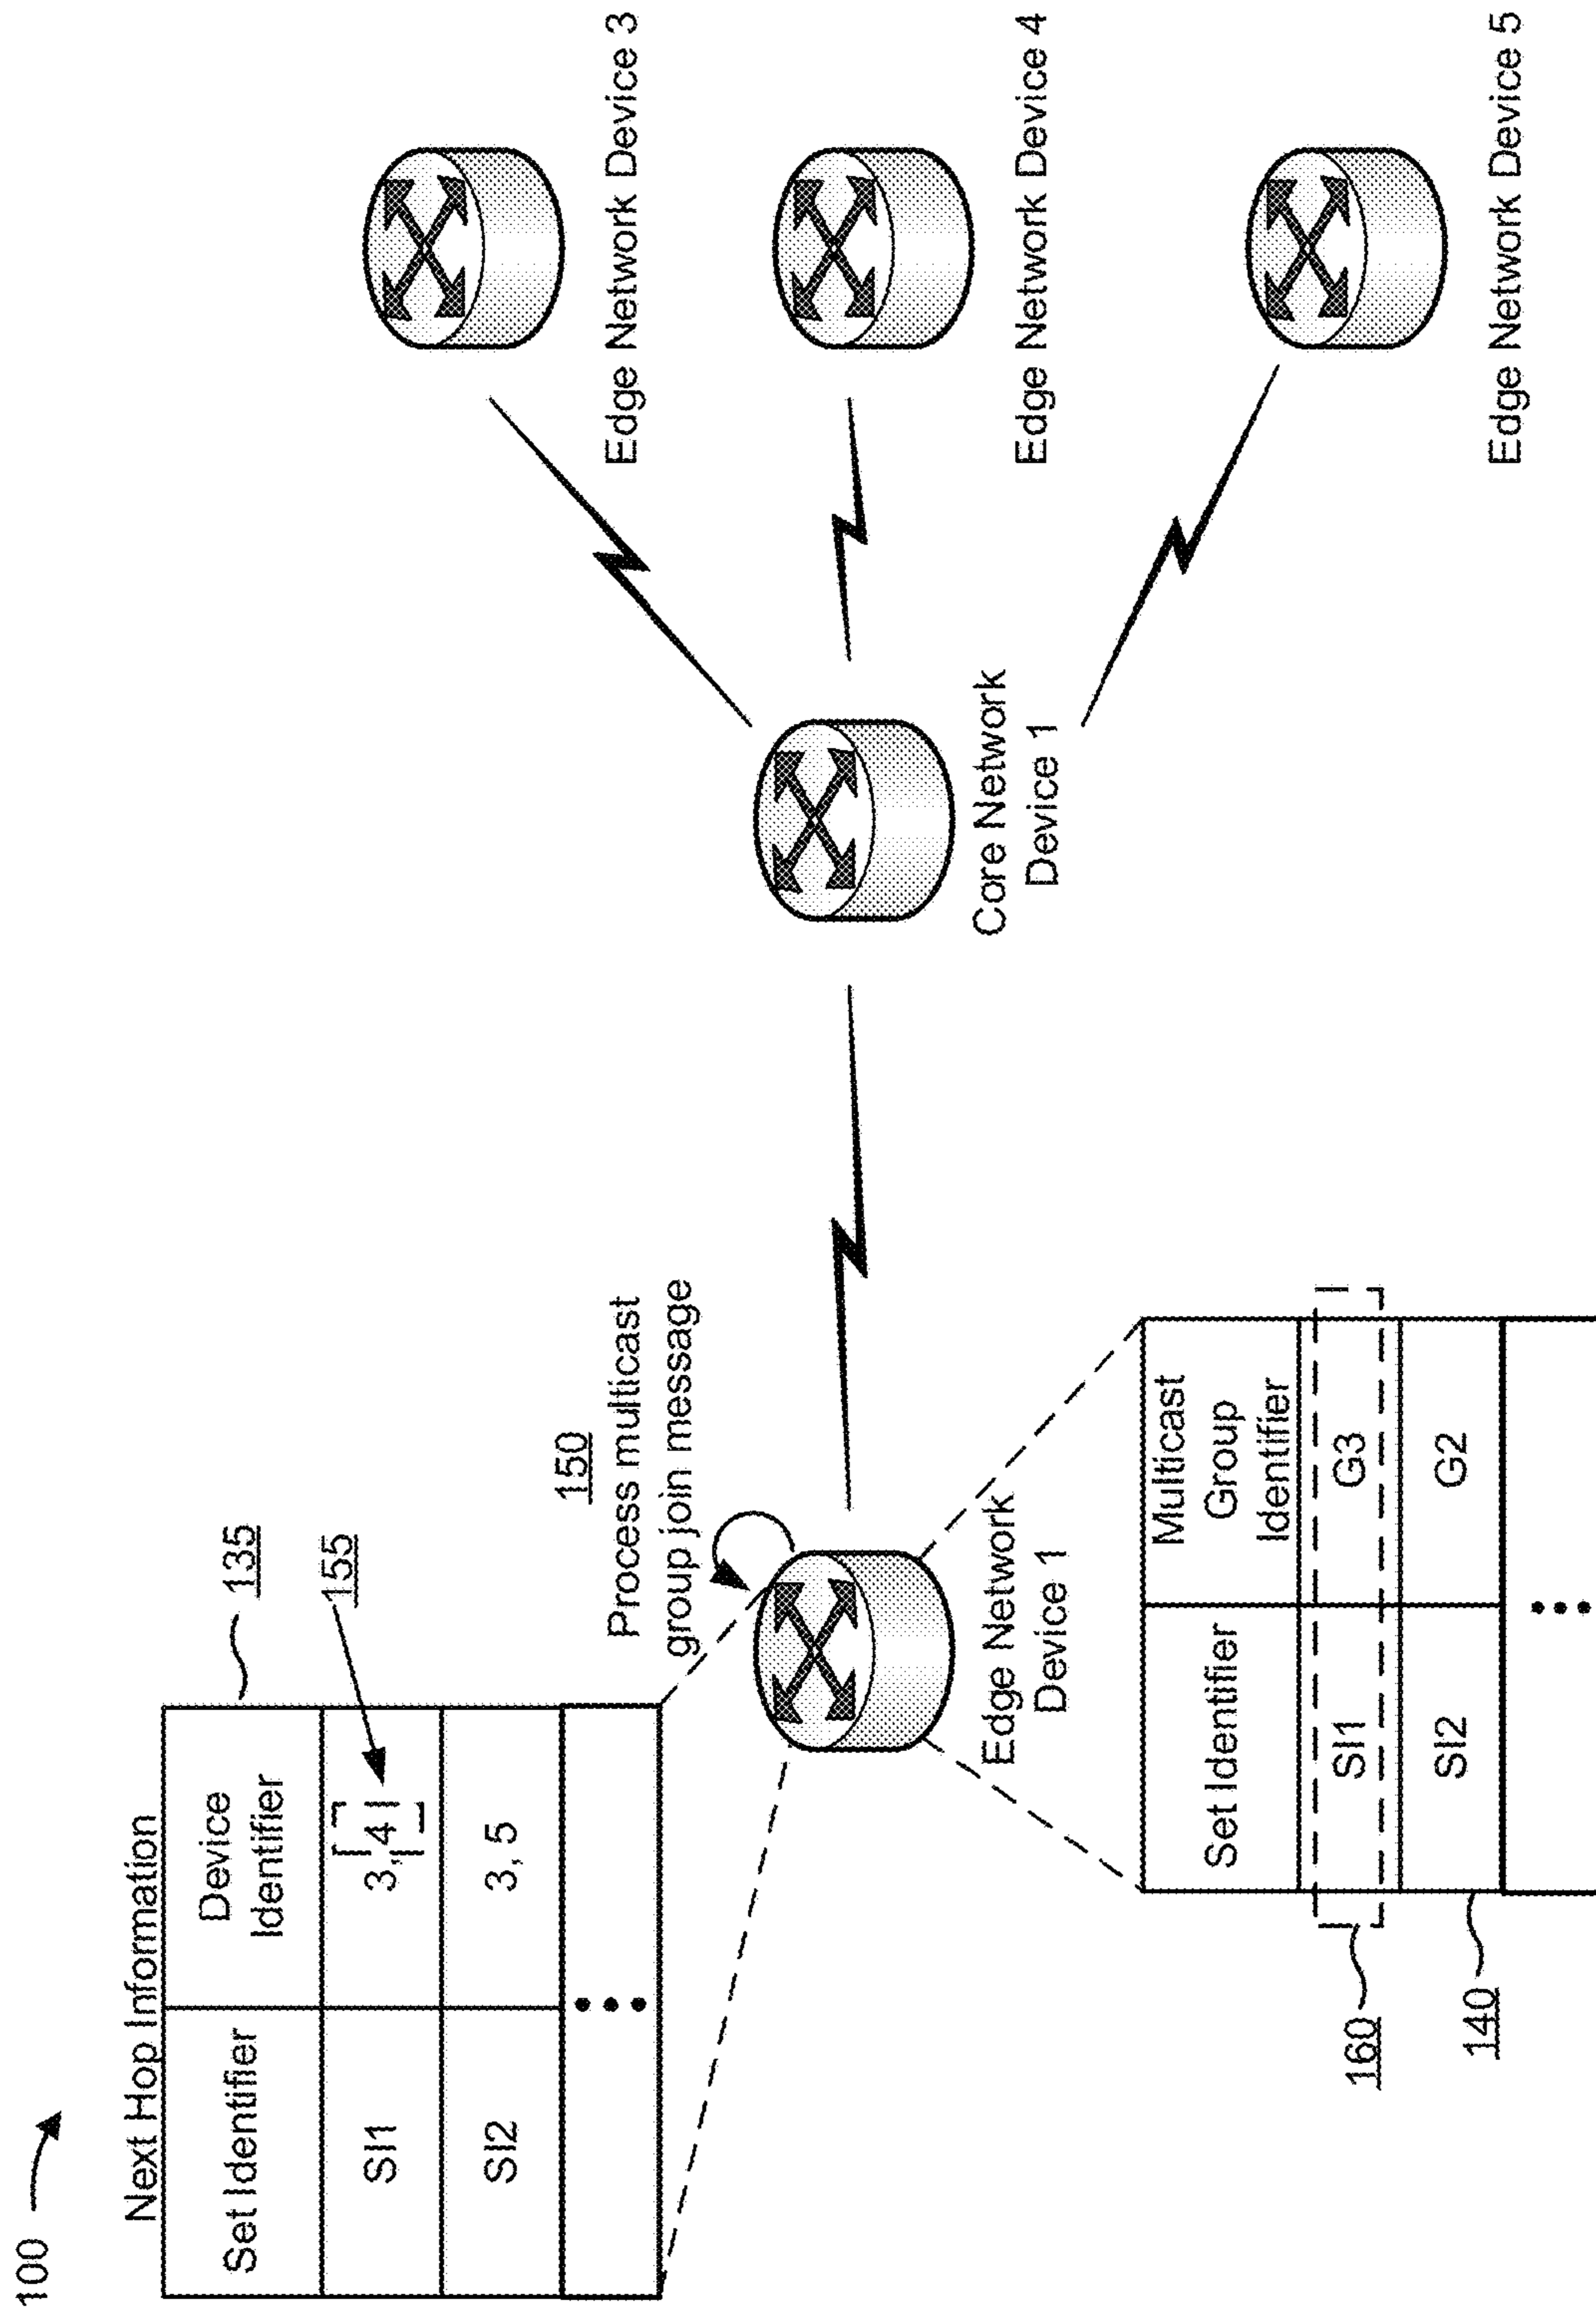 100
Next Hop Information
Set Identifier
Device
Identifier
SI1
3, 4
SI2
3, 5
135
155
150
Process multicast
group join message
Edge Network
Device 1
Core Network
Device 1
Edge Network Device 3
Edge Network Device 4
Edge Network Device 5
Set Identifier
Multicast
Group
Identifier
SI1
G3
SI2
G2
160
140